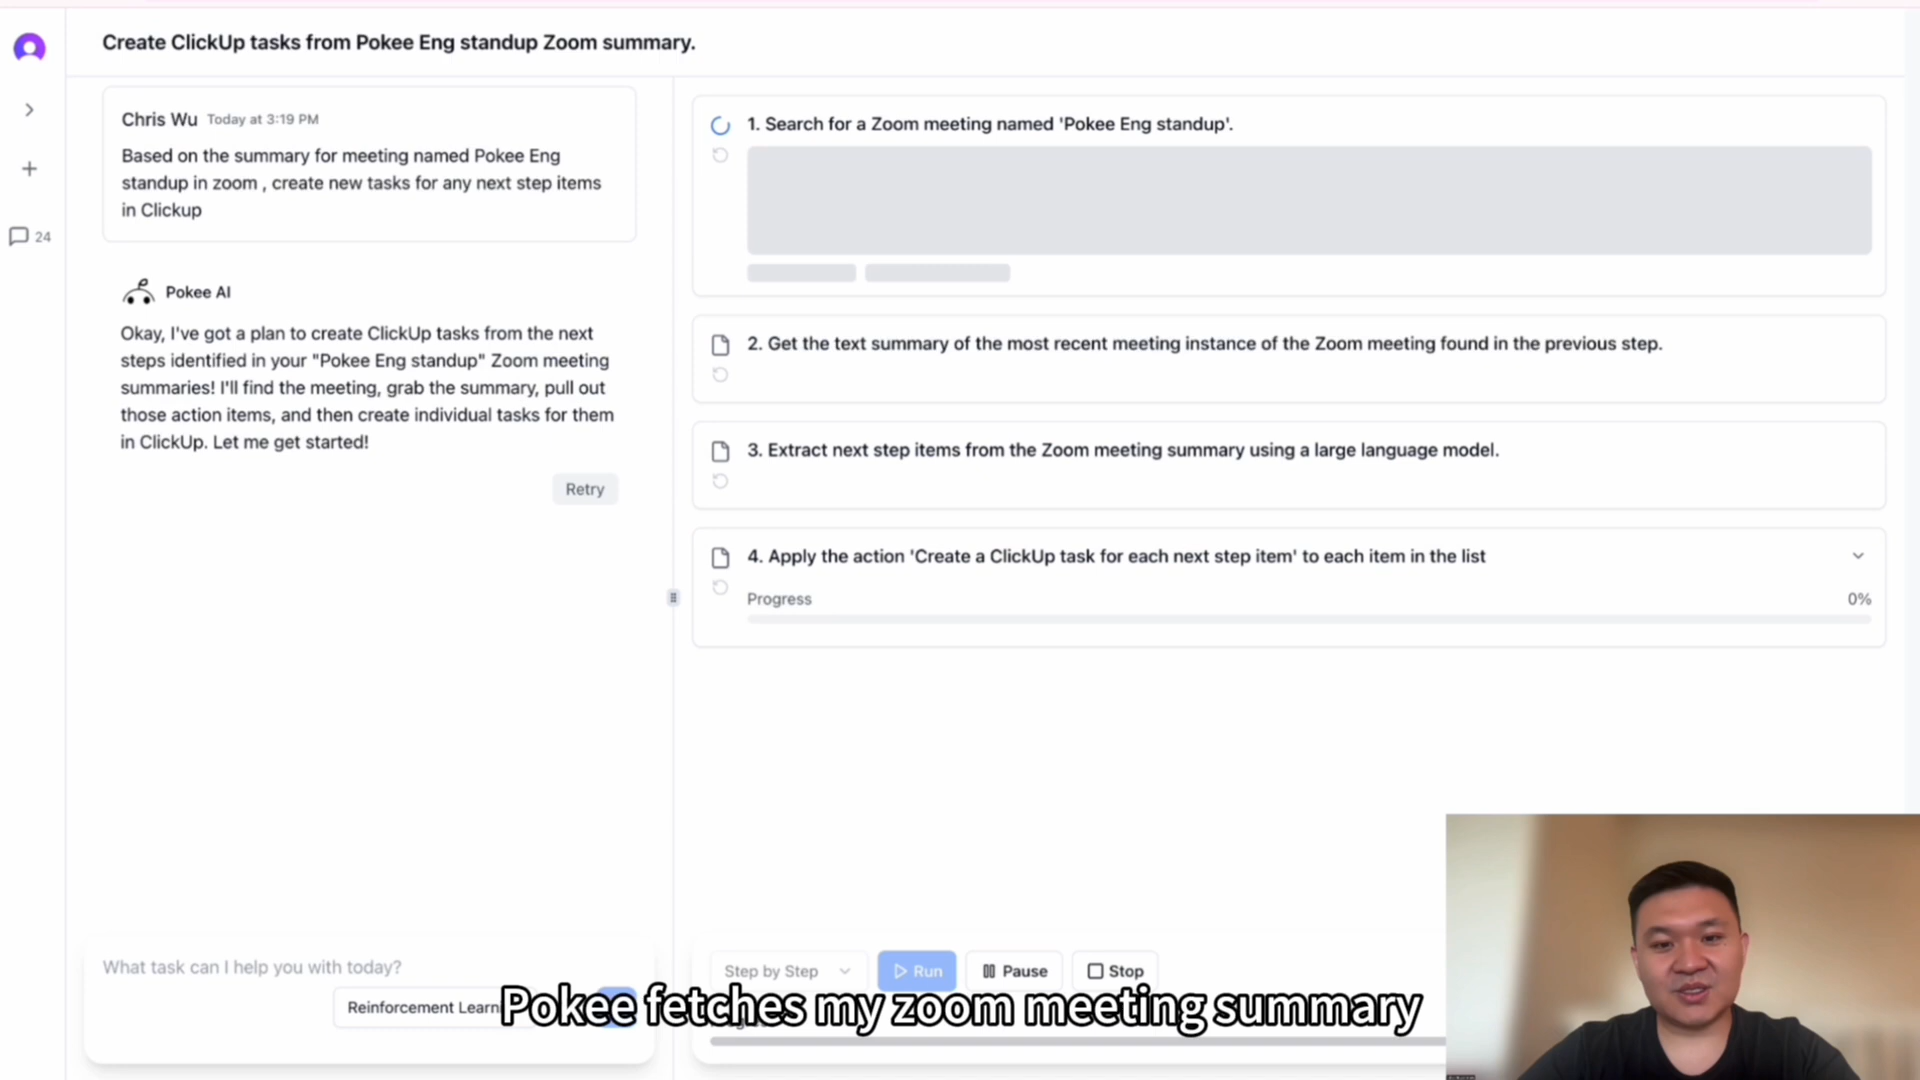 Create ClickUp tasks from Pokee Eng standup Zoom summary.
Chris Wu Today at 3:19 PM
Based on the summary for meeting named Pokee Eng
standup in zoom , create new tasks for any next step items
in Clickup
24
Pokee AI
Okay, I've got a plan to create ClickUp tasks from the next
steps identified in your "Pokee Eng standup" Zoom meeting
summaries! I'll find the meeting, grab the summary, pull out
those action items, and then create individual tasks for them
in ClickUp. Let me get started!
Retry
1. Search for a Zoom meeting named 'Pokee Eng standup'.
2. Get the text summary of the most recent meeting instance of the Zoom meeting found in the previous step.
3. Extract next step items from the Zoom meeting summary using a large language model.
4. Apply the action 'Create a ClickUp task for each next step item' to each item in the list
Progress 0%
What task can I help you with today?
Reinforcement Learn
Step by Step Run Pause Stop
Pokee fetches my zoom meeting summary